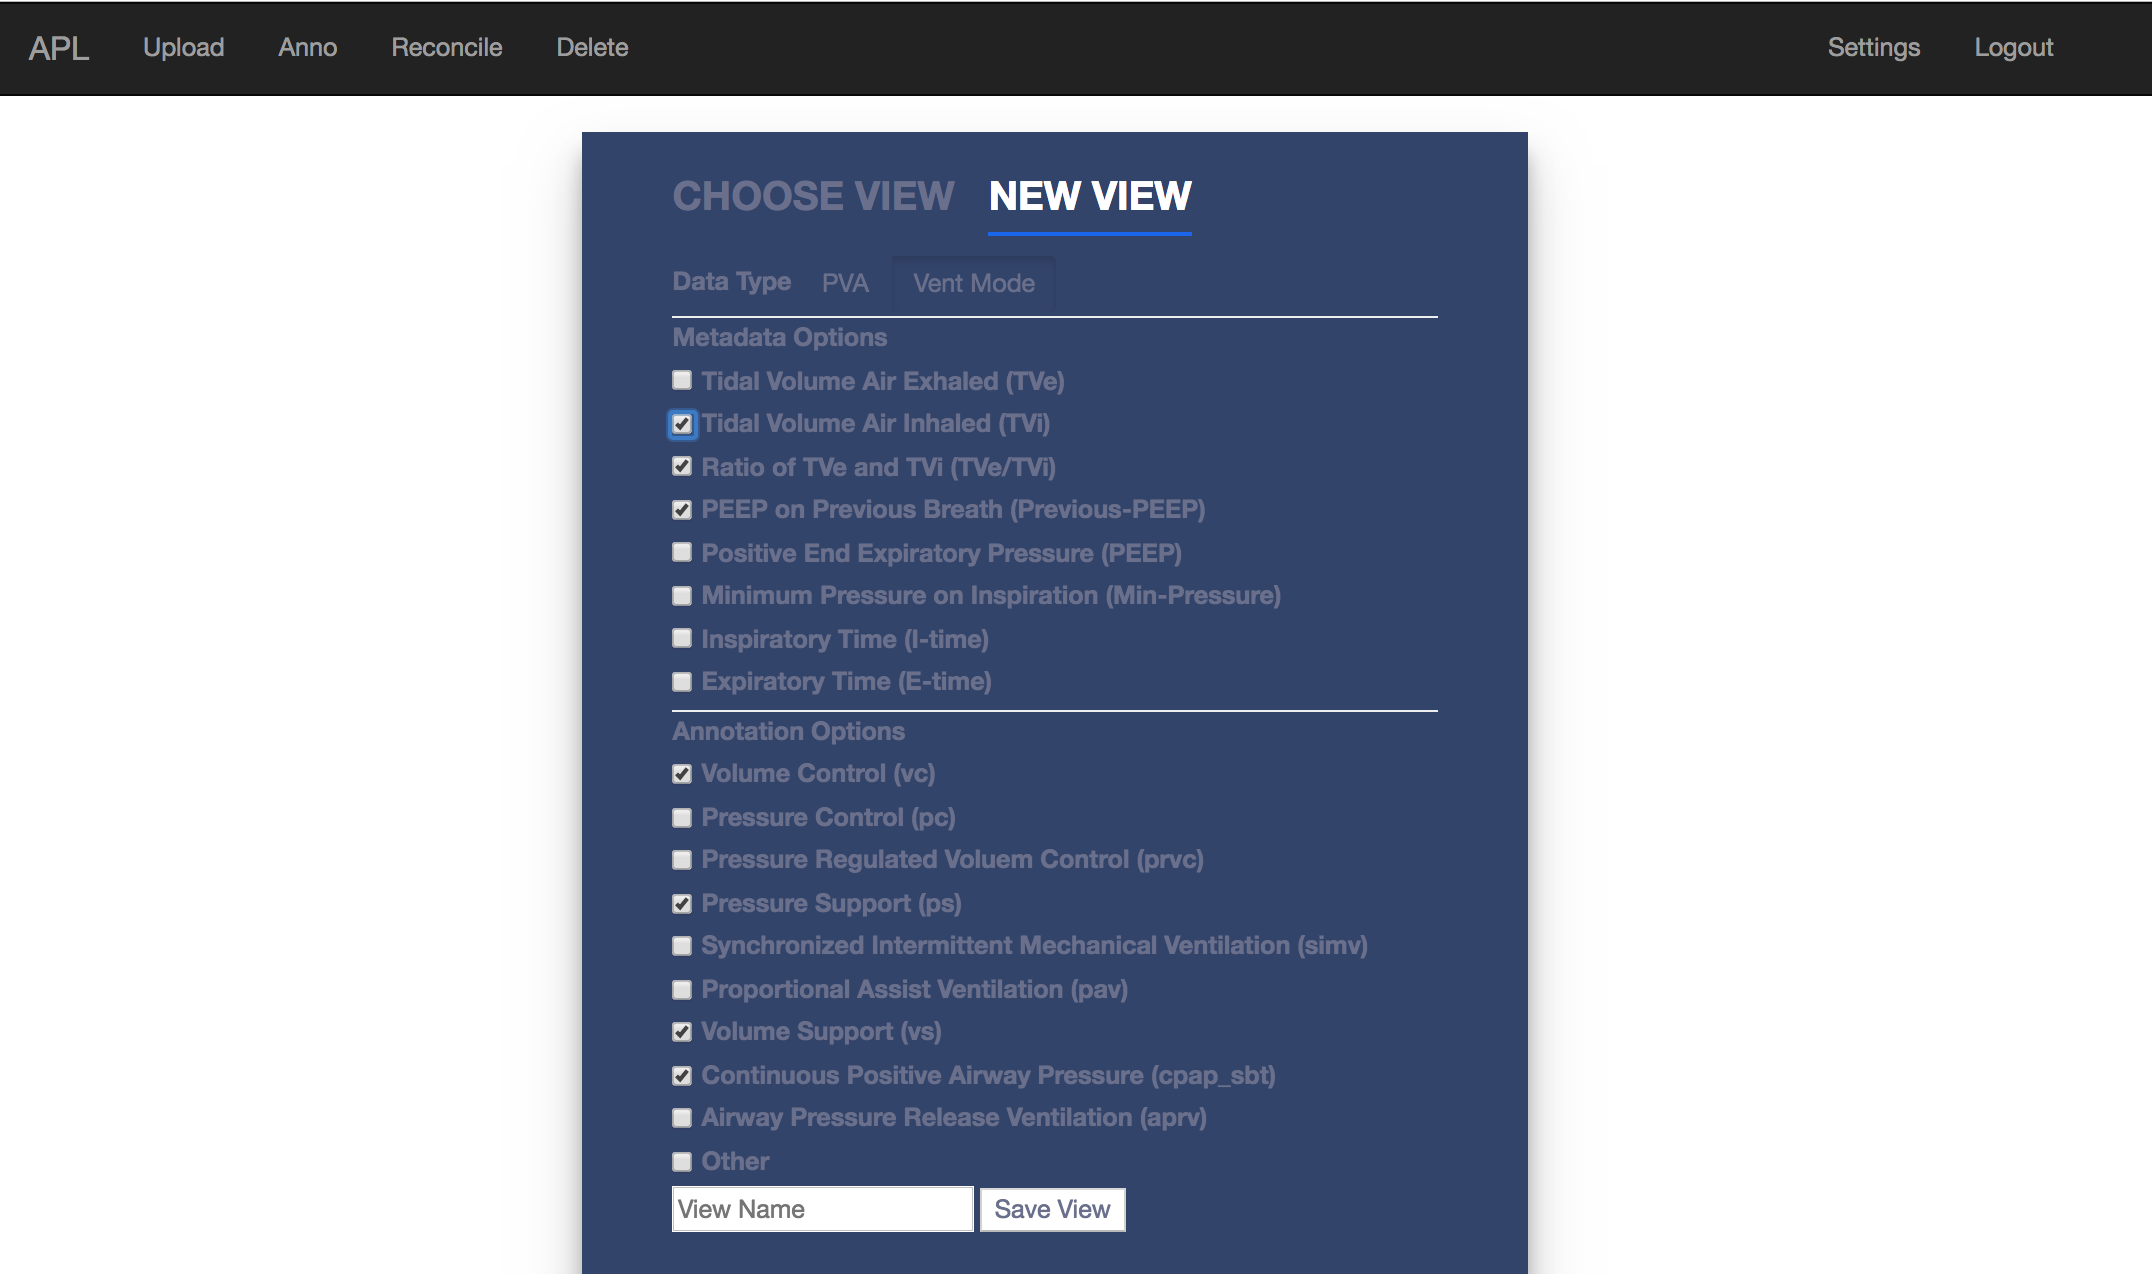 APL Upload Anno Reconcile Delete Settings Logout
CHOOSE VIEW NEW VIEW
Data Type PVA Vent Mode
Metadata Options
Tidal Volume Air Exhaled (TVe)
Tidal Volume Air Inhaled (TVi)
Ratio of TVe and TVi (TVe/TVi)
PEEP on Previous Breath (Previous-PEEP)
Positive End Expiratory Pressure (PEEP)
Minimum Pressure on Inspiration (Min-Pressure)
Inspiratory Time (I-time)
Expiratory Time (E-time)
Annotation Options
Volume Control (vc)
Pressure Control (pc)
Pressure Regulated Voluem Control (prvc)
Pressure Support (ps)
Synchronized Intermittent Mechanical Ventilation (simv)
Proportional Assist Ventilation (pav)
Volume Support (vs)
Continuous Positive Airway Pressure (cpap_sbt)
Airway Pressure Release Ventilation (aprv)
Other
View Name Save View